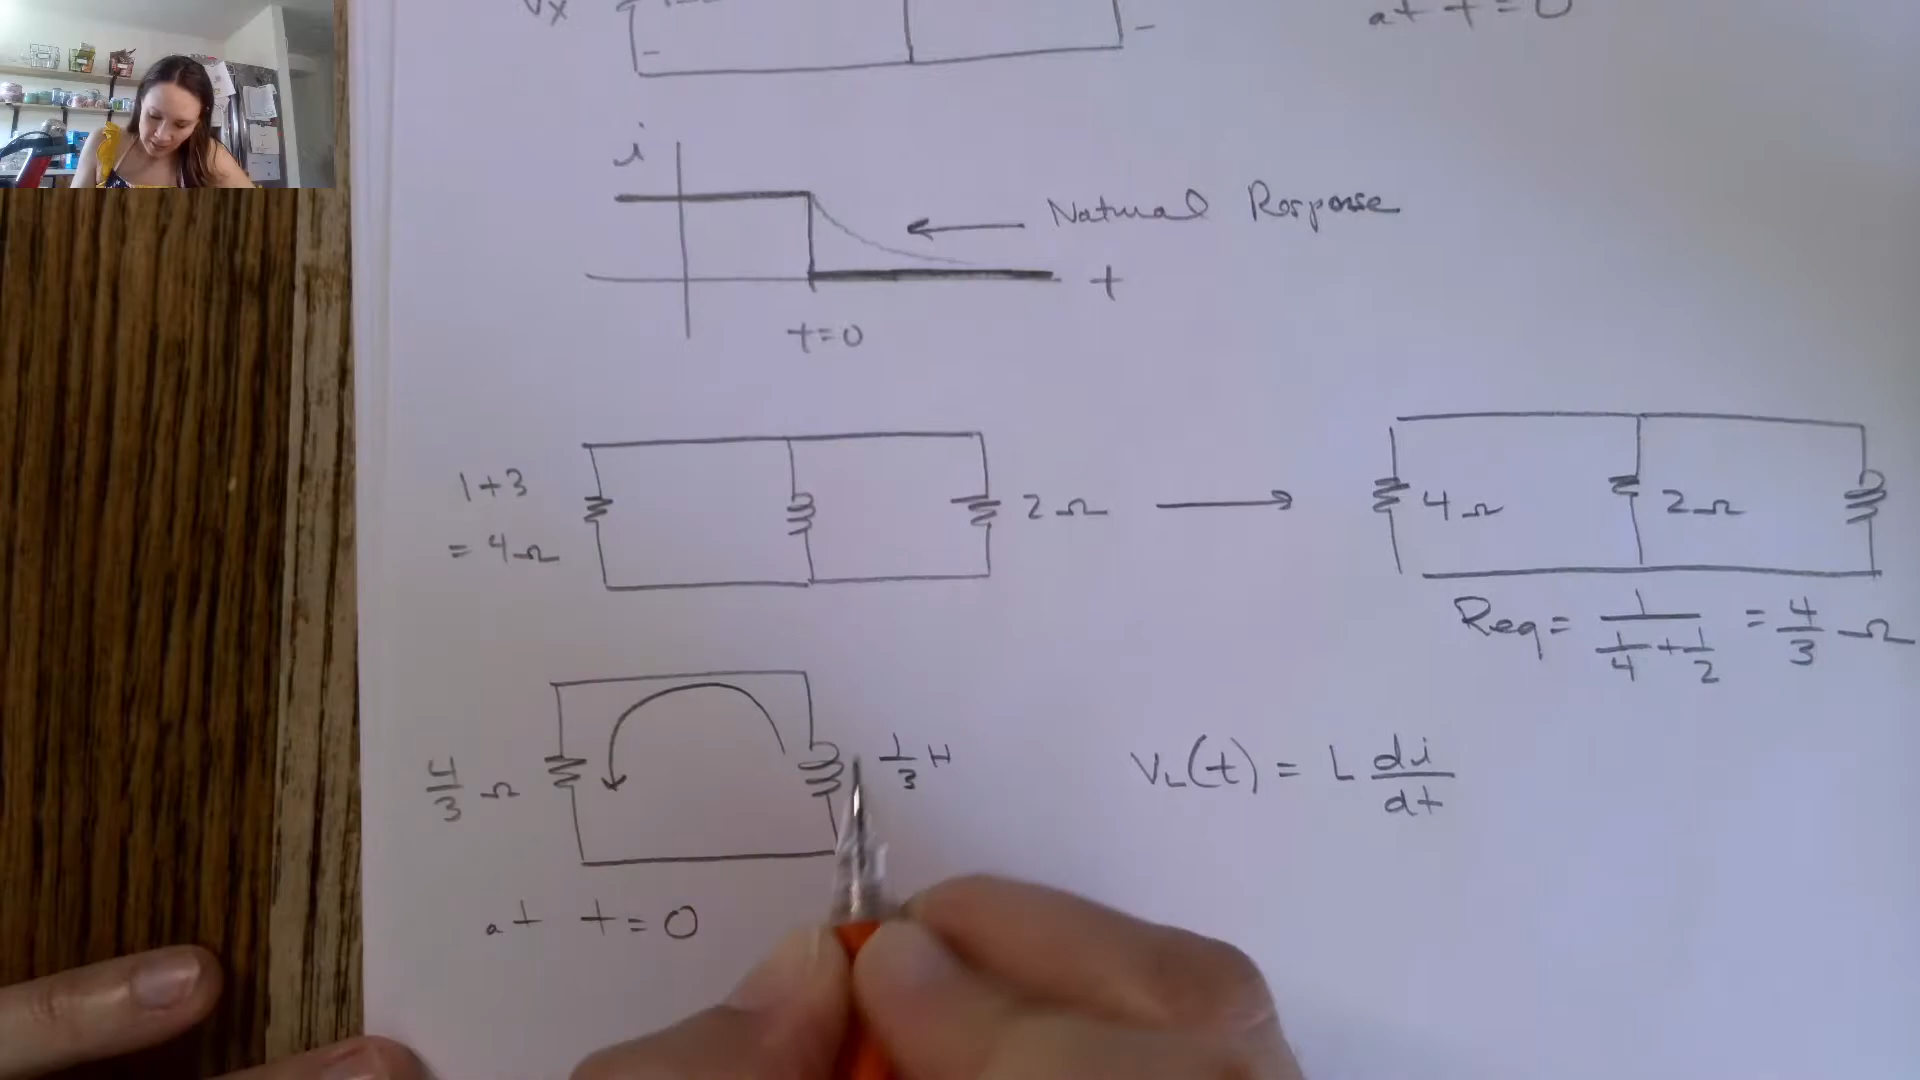 Vx
-
-
at t=0
i
Natural Response
t
t=0
1+3
= 4Ω
2Ω
4Ω
2Ω
Req = 1/(1/4 + 1/2) = 4/3 Ω
4/3 Ω
1/3 H
V_L(t) = L di/dt
at t=0